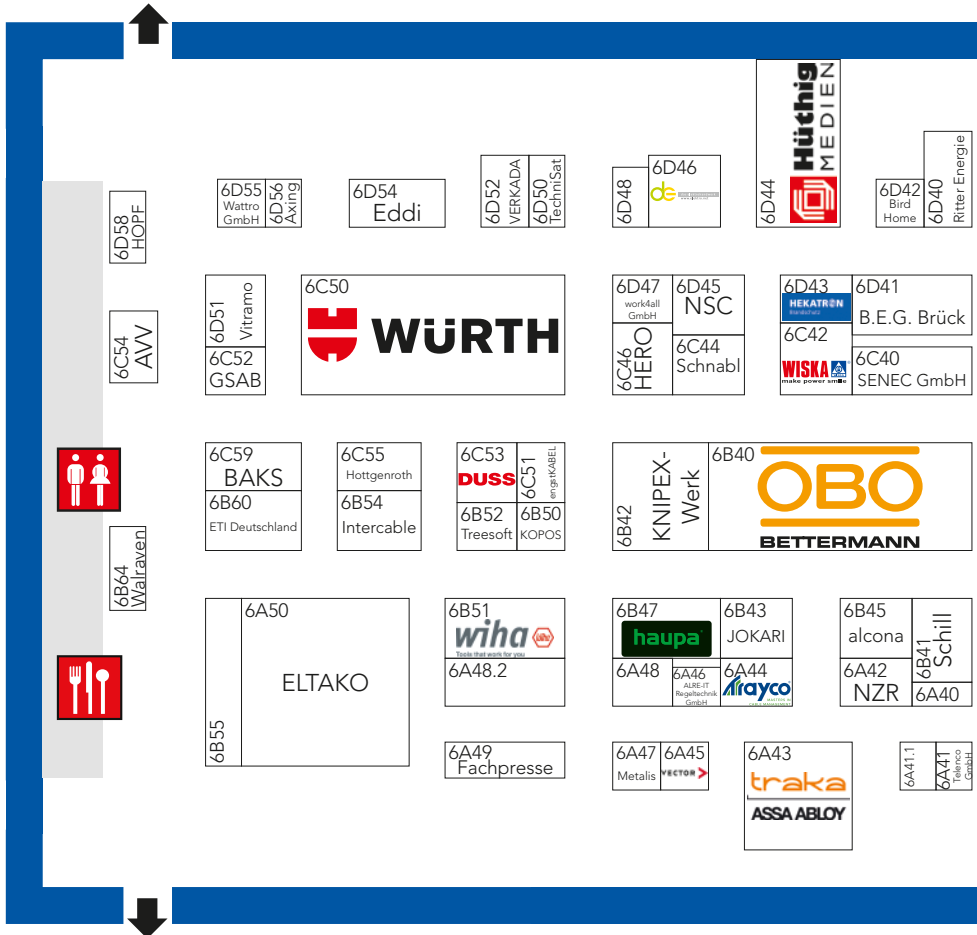 Hüthig
MEDIEN
6D44
6D55
Wattro
GmbH
6D56
Axing
6D54
Eddi
6D52
VERKADA
6D50
TechniSat
6D48
6D46
de
6D42
Bird
Home
6D40
Ritter Energie
6D58
HOPF
6D51
Vitramo
6C52
GSAB
6C50
WÜRTH
6D47
work4all
GmbH
6D45
NSC
6C46
HERO
6C44
Schnabl
6D43
HEKATRON
Brandschutz
6D41
B.E.G. Brück
6C42
WISKA
make power smile
6C40
SENEC GmbH
6C54
AVV
6C59
BAKS
6B60
ETI Deutschland
6C55
Hottgenroth
6B54
Intercable
6C53
DUSS
6C51
engstKABEL
6B52
Treesoft
6B50
KOPOS
6B42
KNIPEX-
Werk
6B40
OBO
BETTERMANN
6B64
Walraven
6B55
6A50
ELTAKO
6B51
wiha
Tools that work for you
6A48.2
6B47
haupa
6B43
JOKARI
6A48
6A46
ALRE-IT
Regeltechnik
GmbH
6A44
Arayco
6B45
alcona
6B41
Schill
6A42
NZR
6A40
6A49
Fachpresse
6A47
Metalis
6A45
VECTOR
6A43
traka
ASSA ABLOY
6A41.1
6A41
Telenco
GmbH